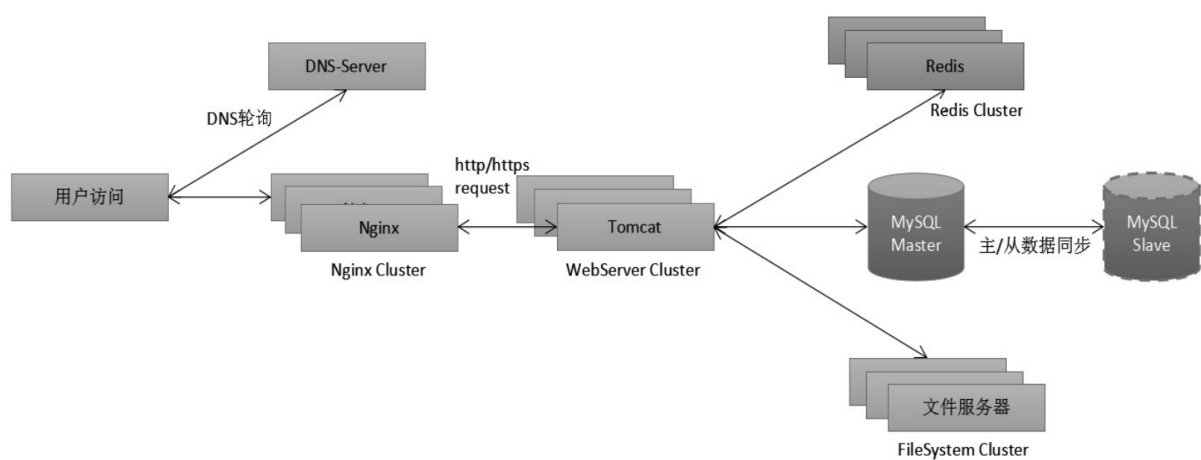 DNS-Server
DNS轮询
用户访问
Nginx
Nginx Cluster
http/https
request
Tomcat
WebServer Cluster
Redis
Redis Cluster
MySQL
Master
主/从数据同步
MySQL
Slave
文件服务器
FileSystem Cluster